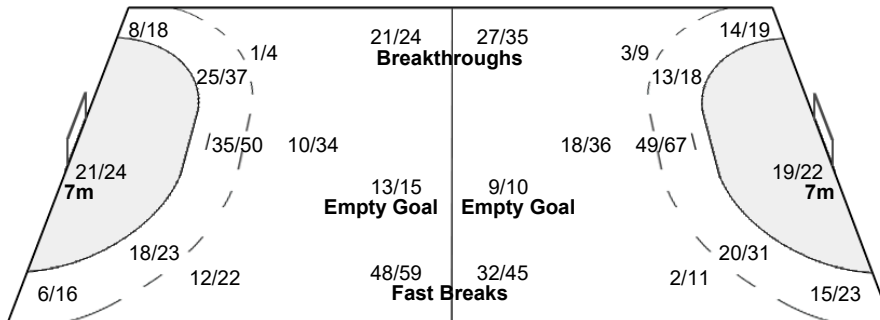 8/18 21/24 27/35 14/19
1/4 Breakthroughs 3/9
25/37 13/18
35/50 10/34 18/36 49/67
21/24 19/22
7m 7m
13/15 9/10
Empty Goal Empty Goal
18/23 20/31
12/22 48/59 32/45 2/11
6/16 Fast Breaks 15/23